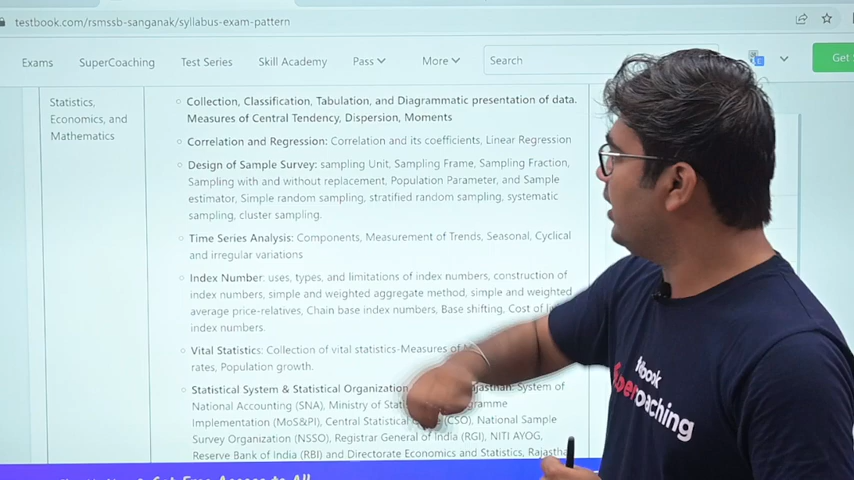 testbook.com/rsmssb-sanganak/syllabus-exam-pattern
Exams SuperCoaching Test Series Skill Academy Pass More Search Get
Statistics,
Economics, and
Mathematics
Collection, Classification, Tabulation, and Diagrammatic presentation of data.
Measures of Central Tendency, Dispersion, Moments
Correlation and Regression: Correlation and its coefficients, Linear Regression
Design of Sample Survey: sampling Unit, Sampling Frame, Sampling Fraction,
Sampling with and without replacement, Population Parameter, and Sample
estimator, Simple random sampling, stratified random sampling, systematic
sampling, cluster sampling.
Time Series Analysis: Components, Measurement of Trends, Seasonal, Cyclical
and irregular variations
Index Number: uses, types, and limitations of index numbers, construction of
index numbers, simple and weighted aggregate method, simple and weighted
average price-relatives, Chain base index numbers, Base shifting, Cost of
index numbers.
Vital Statistics: Collection of vital statistics-Measures of
rates, Population growth.
Statistical System & Statistical Organization Rajasthan: System of
National Accounting (SNA), Ministry of
Implementation (MoS&PI), Central Statistical (CSO), National Sample
Survey Organization (NSSO), Registrar General of India (RGI), NITI AYOG,
Reserve Bank of India (RBI) and Directorate Economics and Statistics, Rajasthan
testbook
Supercoaching